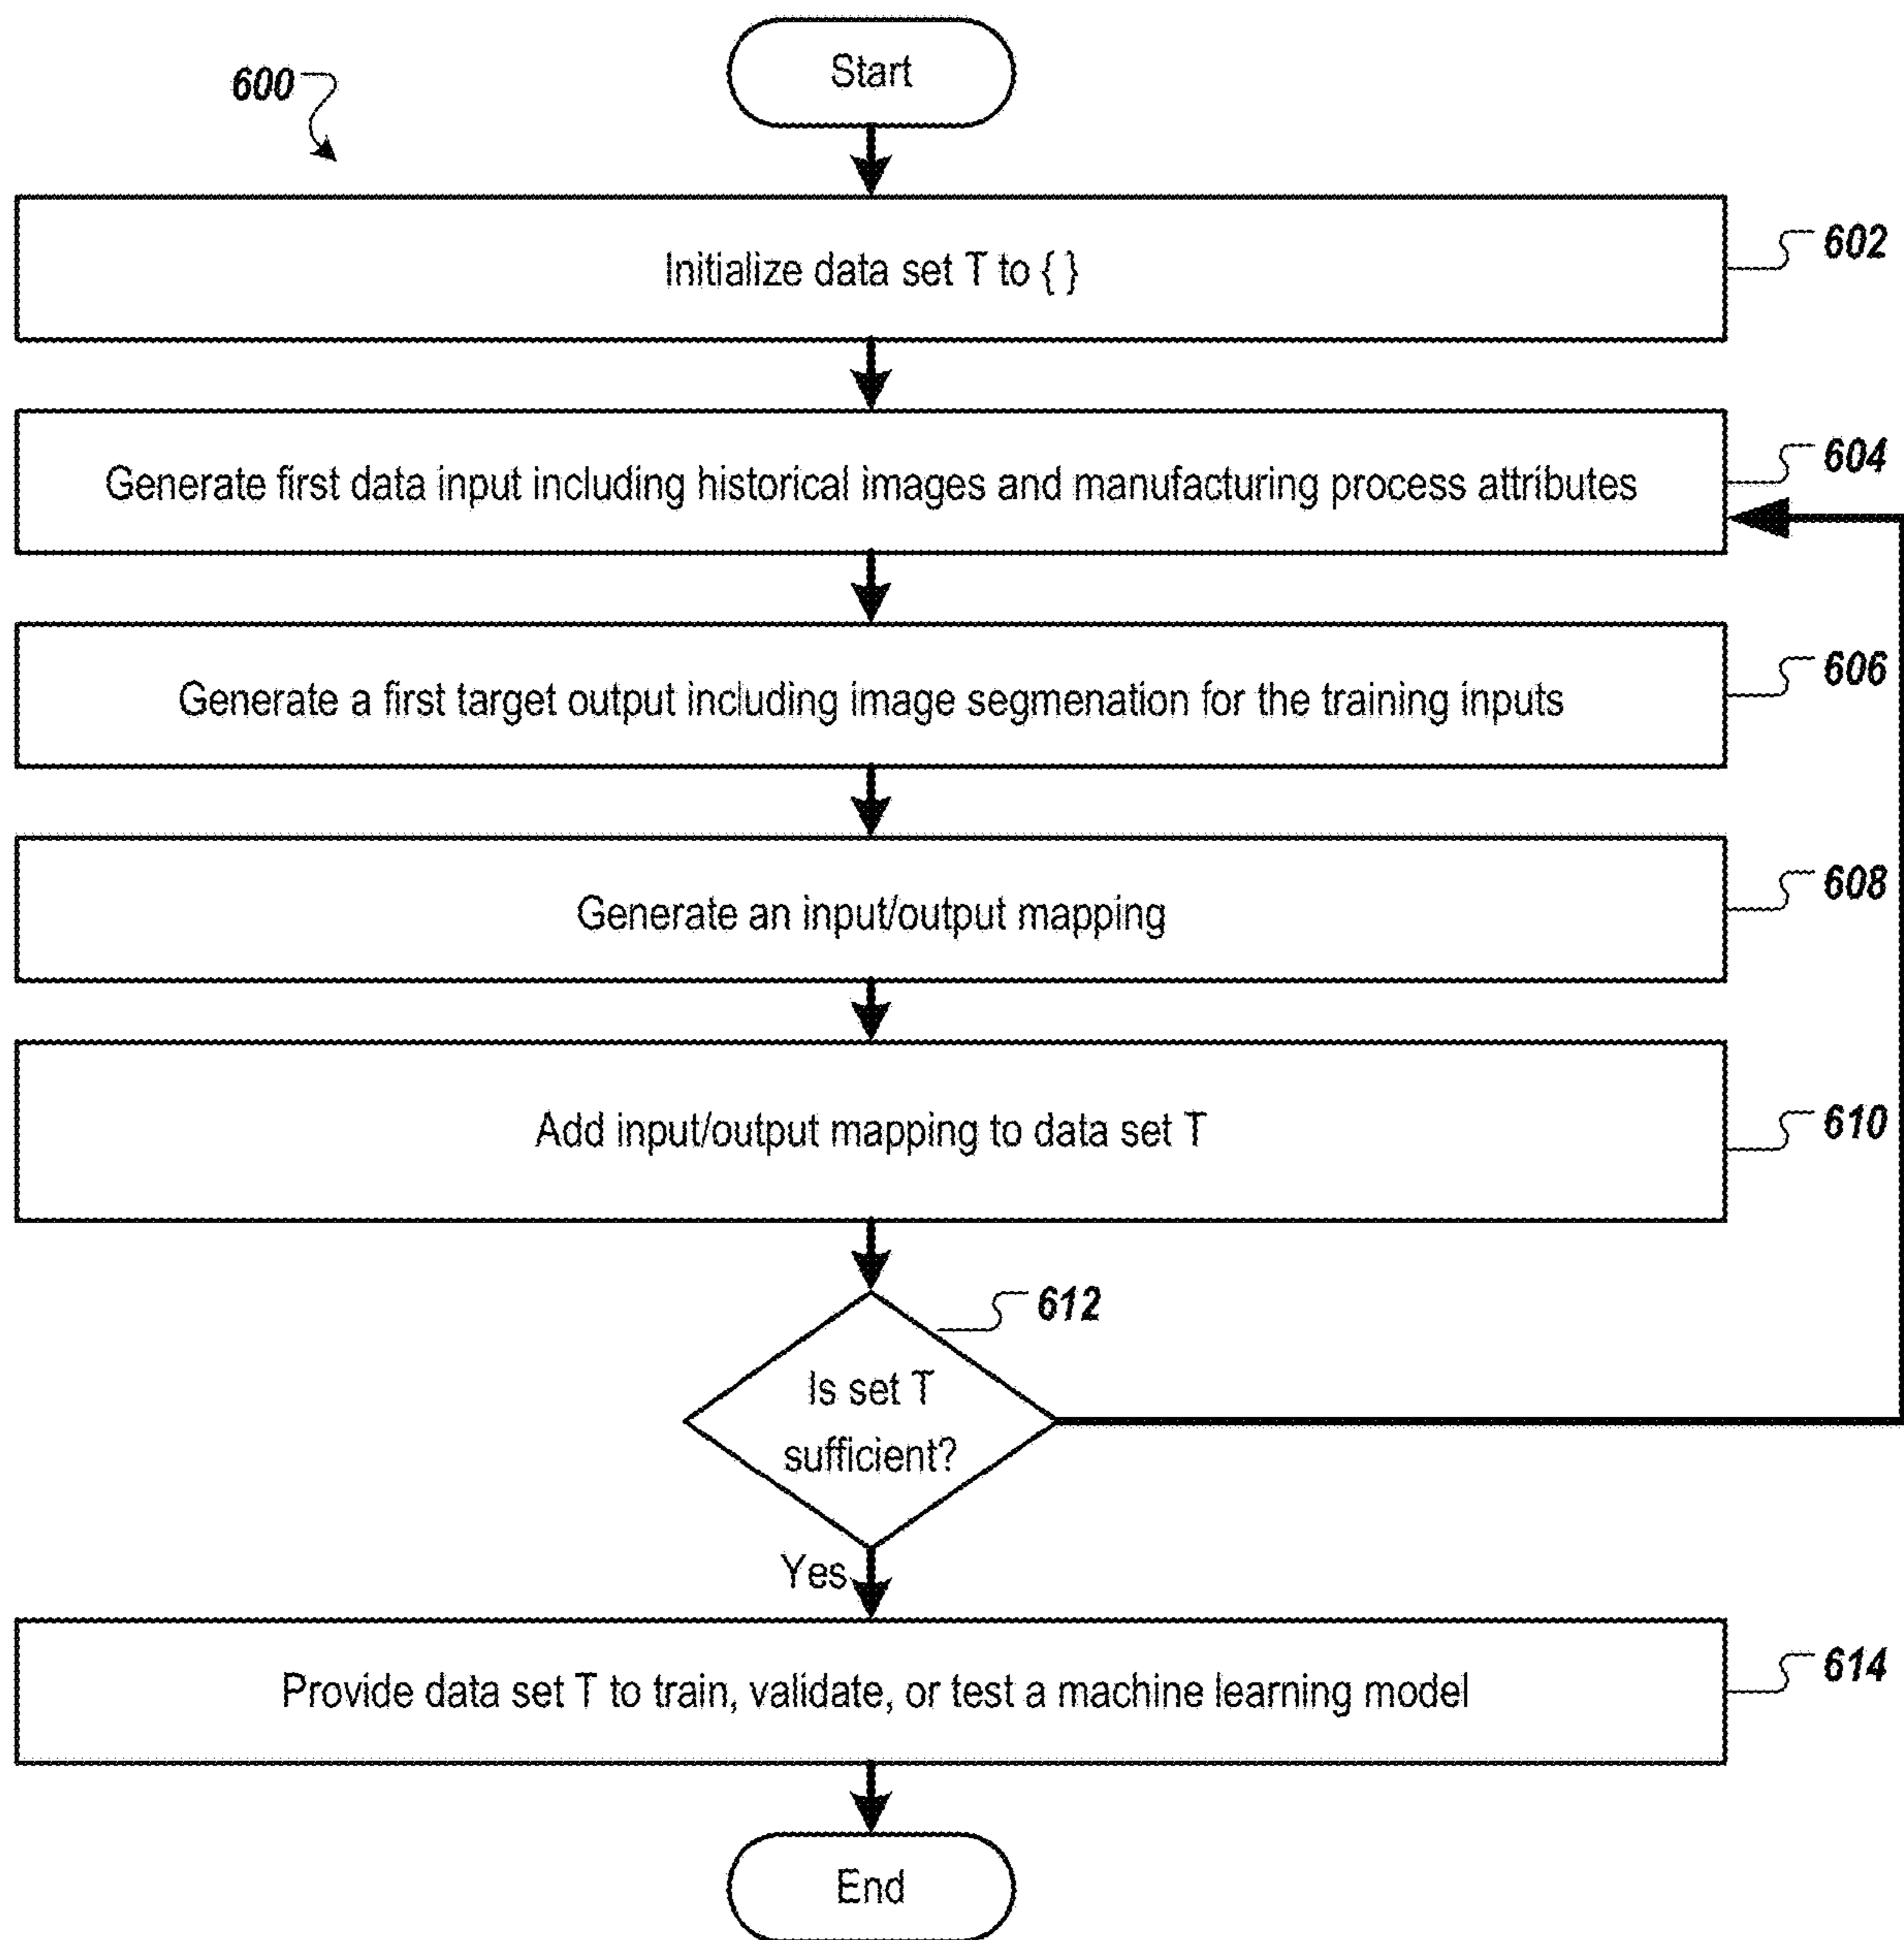 Start
600
Initialize data set T to { }
602
Generate first data input including historical images and manufacturing process attributes
604
Generate a first target output including image segmenation for the training inputs
606
Generate an input/output mapping
608
Add input/output mapping to data set T
610
612
Is set T
sufficient?
Yes
Provide data set T to train, validate, or test a machine learning model
614
End